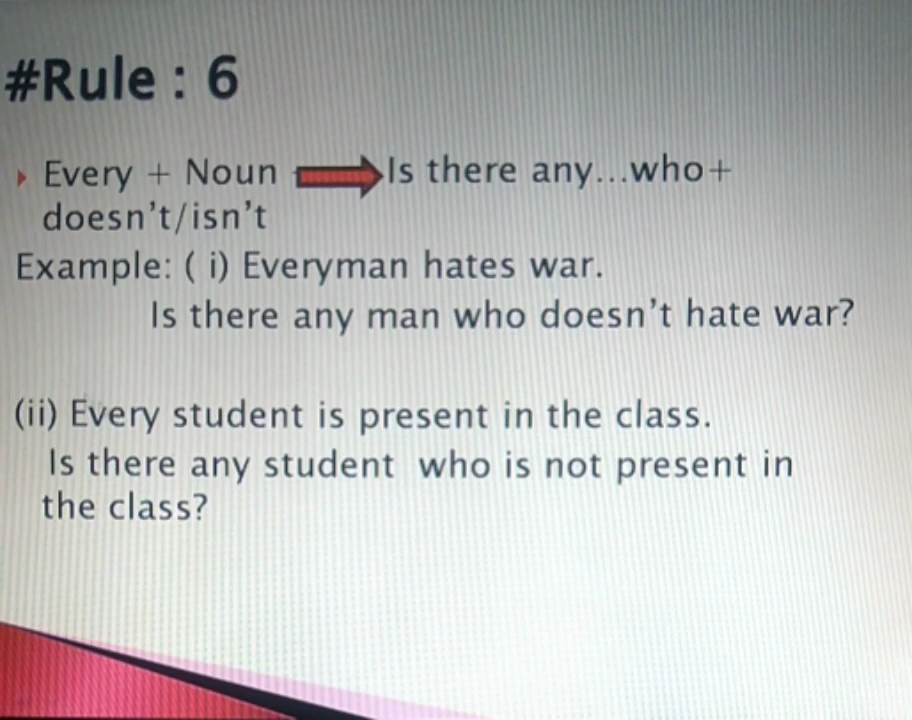 #Rule : 6
Every + Noun Is there any...who+
doesn't/isn't
Example: ( i) Everyman hates war.
Is there any man who doesn't hate war?
(ii) Every student is present in the class.
Is there any student who is not present in
the class?